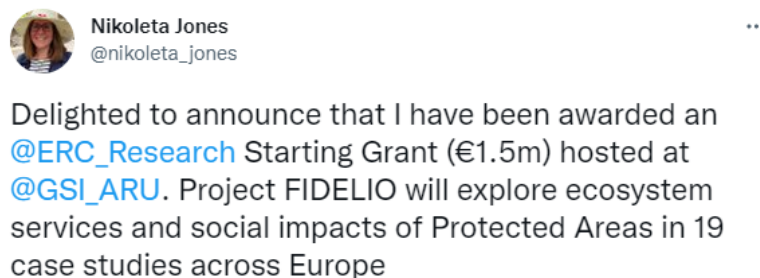 Nikoleta Jones
@nikoleta_jones
Delighted to announce that I have been awarded an
@ERC_Research Starting Grant (€1.5m) hosted at
@GSI_ARU. Project FIDELIO will explore ecosystem
services and social impacts of Protected Areas in 19
case studies across Europe